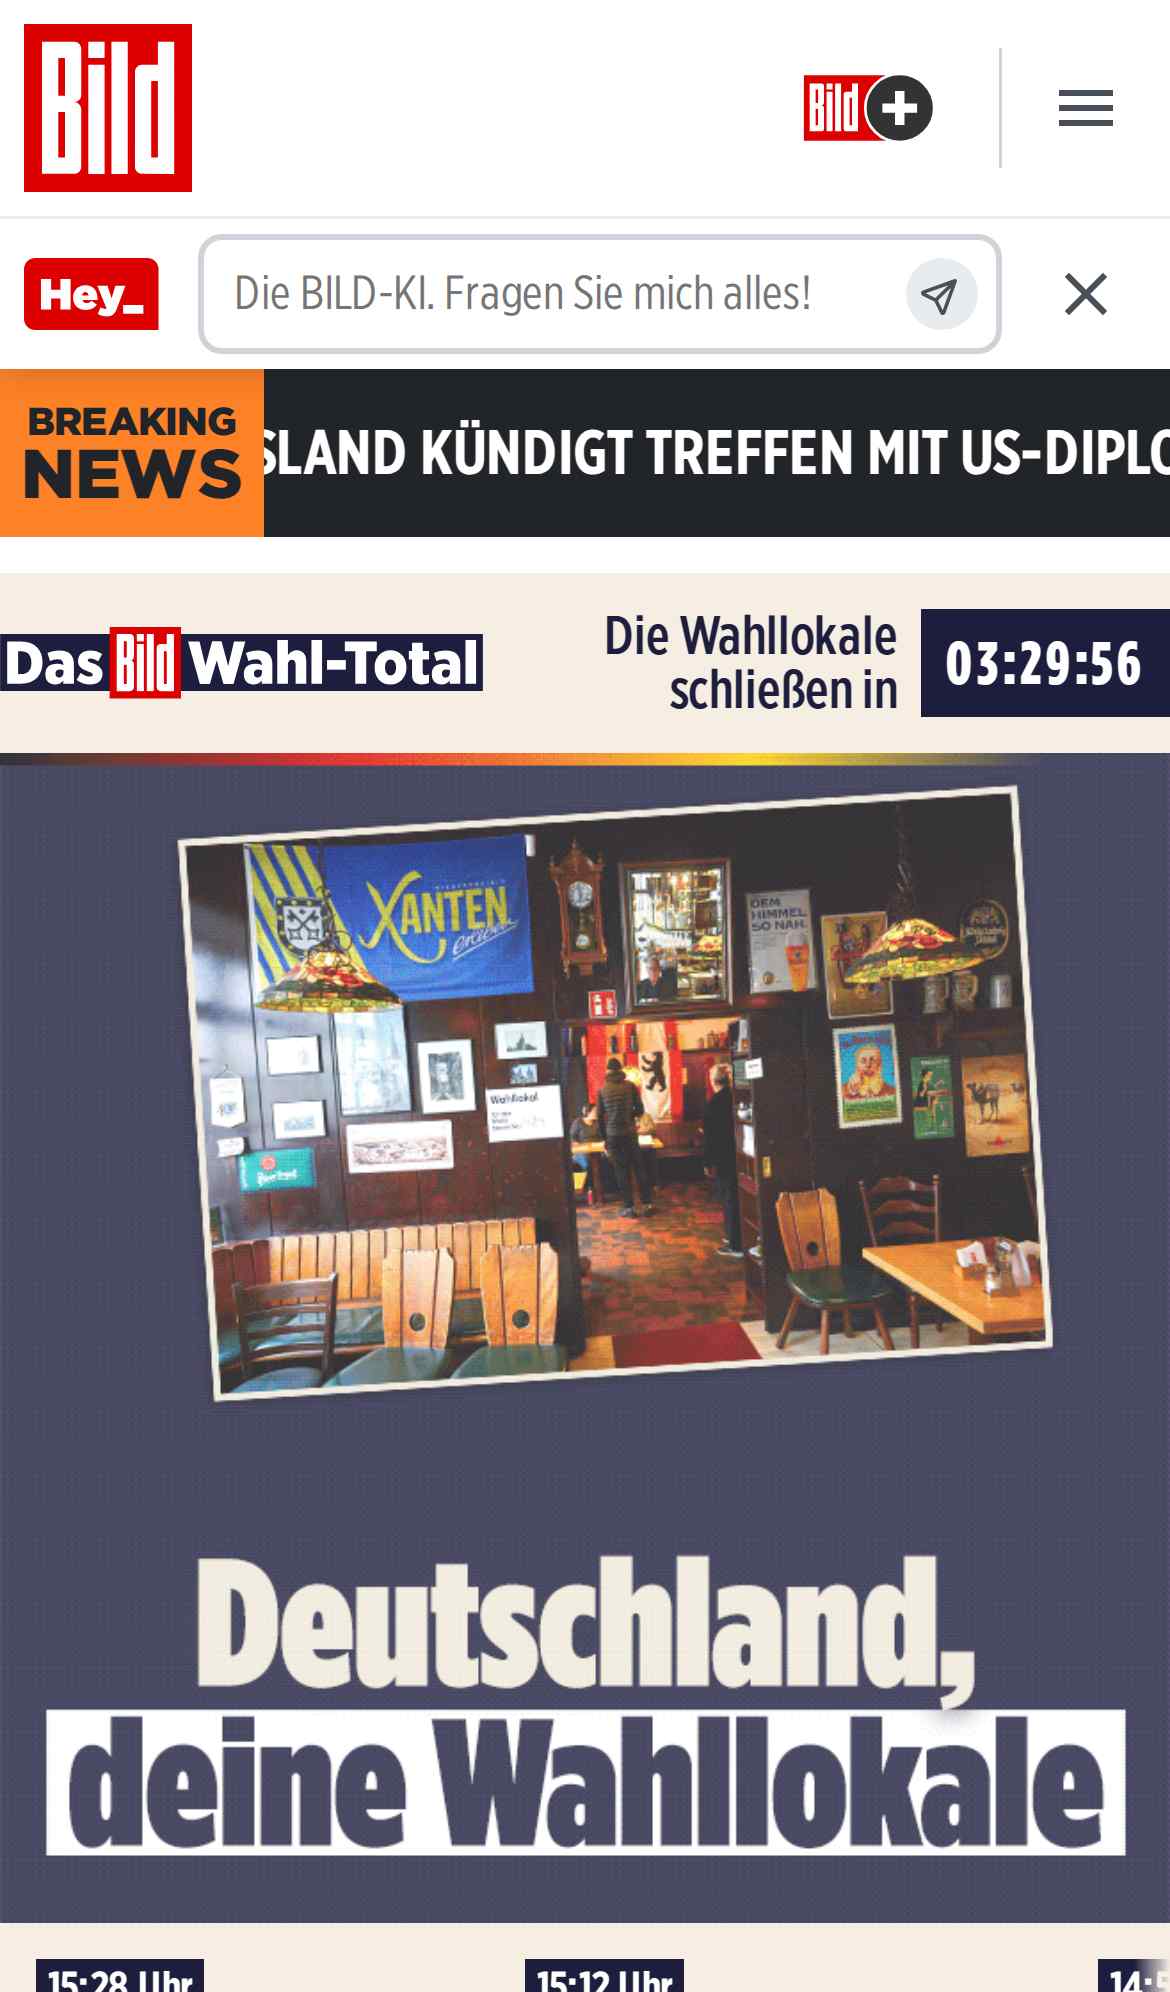 Bild
Bild
Hey_
Die BILD-KI. Fragen Sie mich alles!
BREAKING
NEWS
SLAND KÜNDIGT TREFFEN MIT US-DIPLO
Das Bild Wahl-Total
Die Wahllokale
schließen in
03:29:56
XANTEN
erleben
DEM
HIMMEL
SO NAH.
Wahllokal
Deutschland,
deine Wahllokale
15:28 Uhr
15:12 Uhr